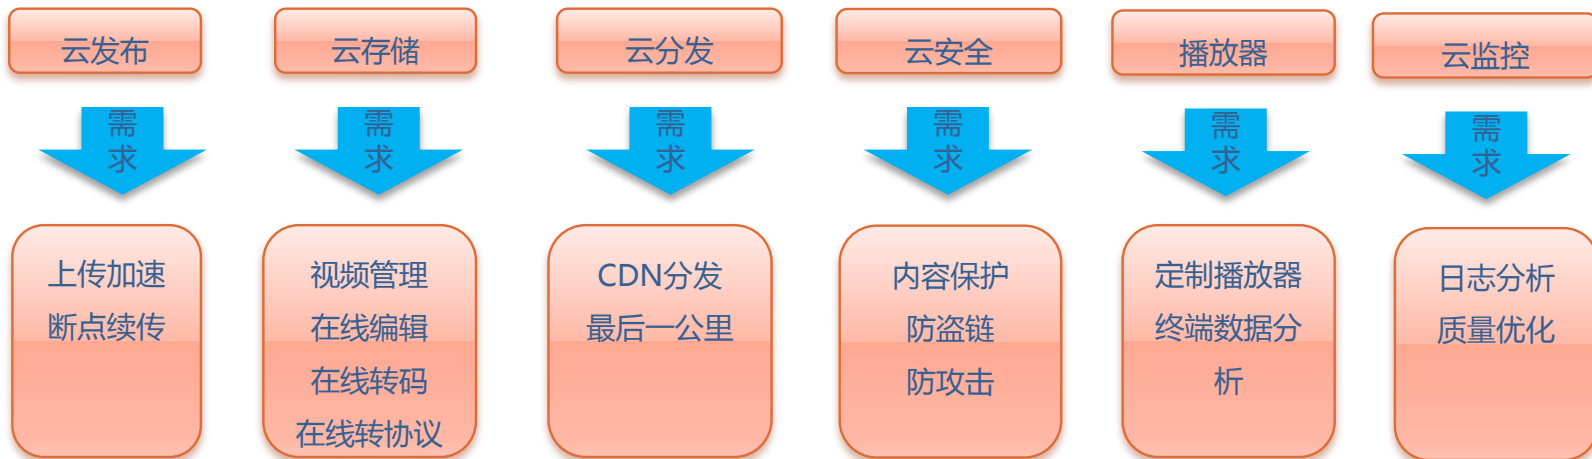 云发布
云存储
云分发
云安全
播放器
云监控
需
求
需
求
需
求
需
求
需
求
需
求
上传加速
断点续传
视频管理
在线编辑
在线转码
在线转协议
CDN分发
最后一公里
内容保护
防盗链
防攻击
定制播放器
终端数据分
析
日志分析
质量优化